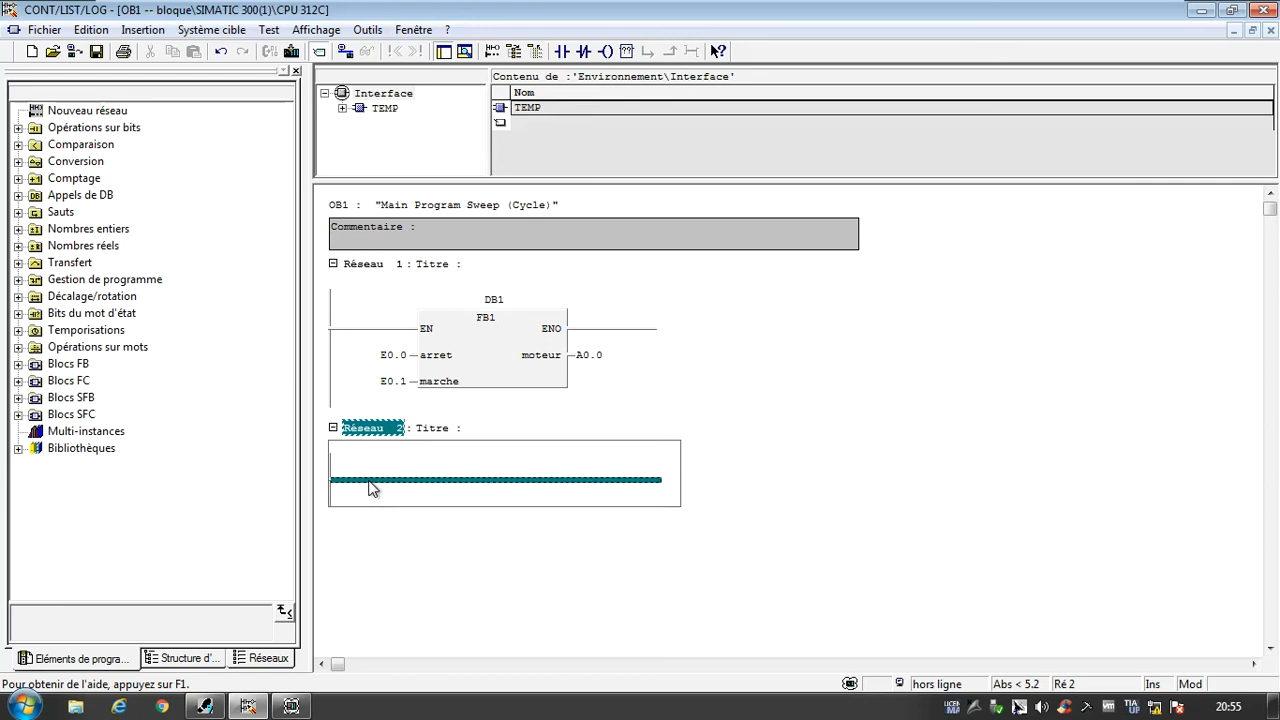 CONT/LIST/LOG - [OB1 -- bloque\SIMATIC 300(1)\CPU 312C]
Fichier Edition Insertion Système cible Test Affichage Outils Fenêtre ?
Contenu de :'Environnement\Interface'
Interface
TEMP
Nom
TEMP
Nouveau réseau
Opérations sur bits
Comparaison
Conversion
Comptage
Appels de DB
Sauts
Nombres entiers
Nombres réels
Transfert
Gestion de programme
Décalage/rotation
Bits du mot d'état
Temporisations
Opérations sur mots
Blocs FB
Blocs FC
Blocs SFB
Blocs SFC
Multi-instances
Bibliothèques
OB1 : "Main Program Sweep (Cycle)"
Commentaire :
Réseau 1 : Titre :
DB1
FB1
EN ENO
E0.0 arret moteur A0.0
E0.1 marche
Réseau 2 : Titre :
Eléments de progra... Structure d'... Réseaux
Pour obtenir de l'aide, appuyez sur F1.
hors ligne Abs < 5.2 Ré 2 Ins Mod
20:55